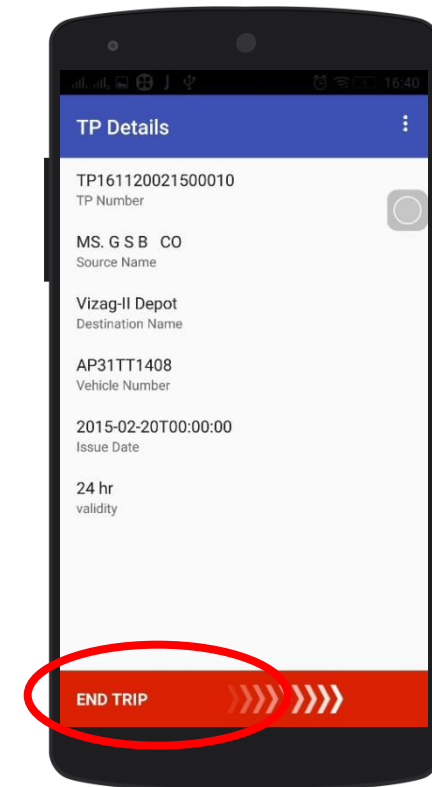 16:40
TP Details
TP161120021500010
TP Number
MS. G S B CO
Source Name
Vizag-II Depot
Destination Name
AP31TT1408
Vehicle Number
2015-02-20T00:00:00
Issue Date
24 hr
validity
END TRIP